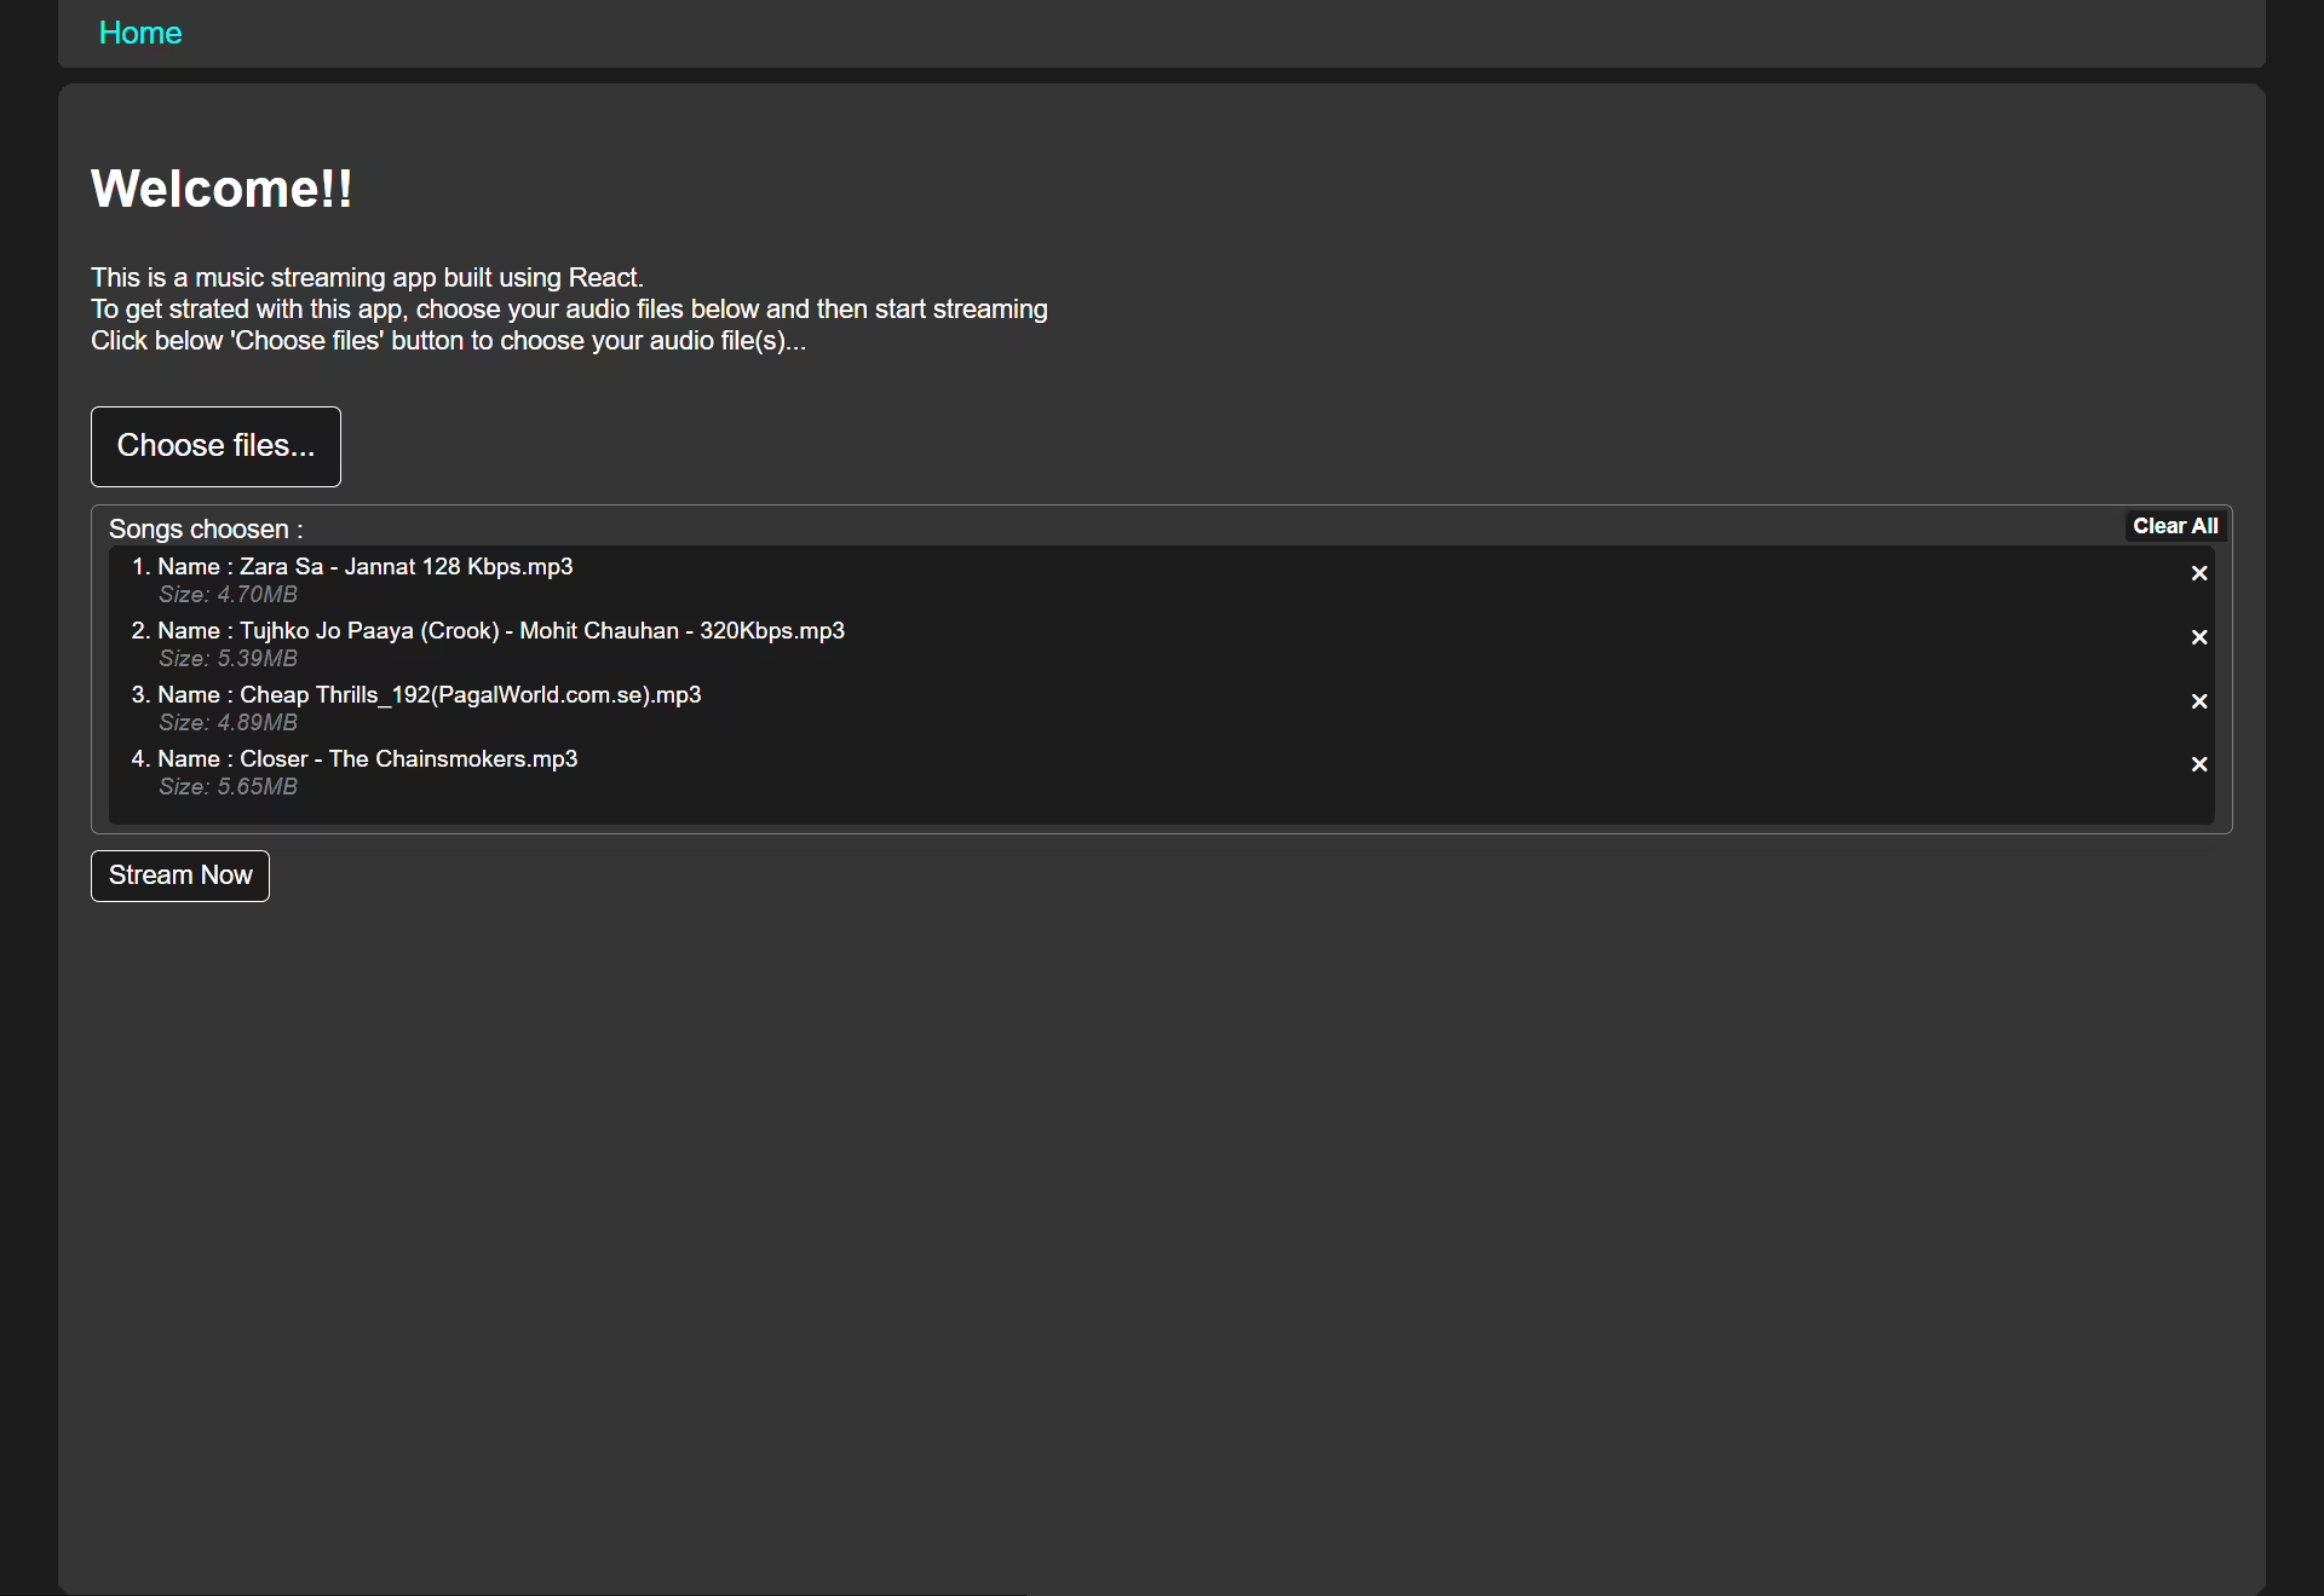 Home
Welcome!!
This is a music streaming app built using React.
To get strated with this app, choose your audio files below and then start streaming
Click below 'Choose files' button to choose your audio file(s)...
Choose files...
Songs choosen :
Clear All
1. Name : Zara Sa - Jannat 128 Kbps.mp3
Size: 4.70MB
2. Name : Tujhko Jo Paaya (Crook) - Mohit Chauhan - 320Kbps.mp3
Size: 5.39MB
3. Name : Cheap Thrills_192(PagalWorld.com.se).mp3
Size: 4.89MB
4. Name : Closer - The Chainsmokers.mp3
Size: 5.65MB
Stream Now